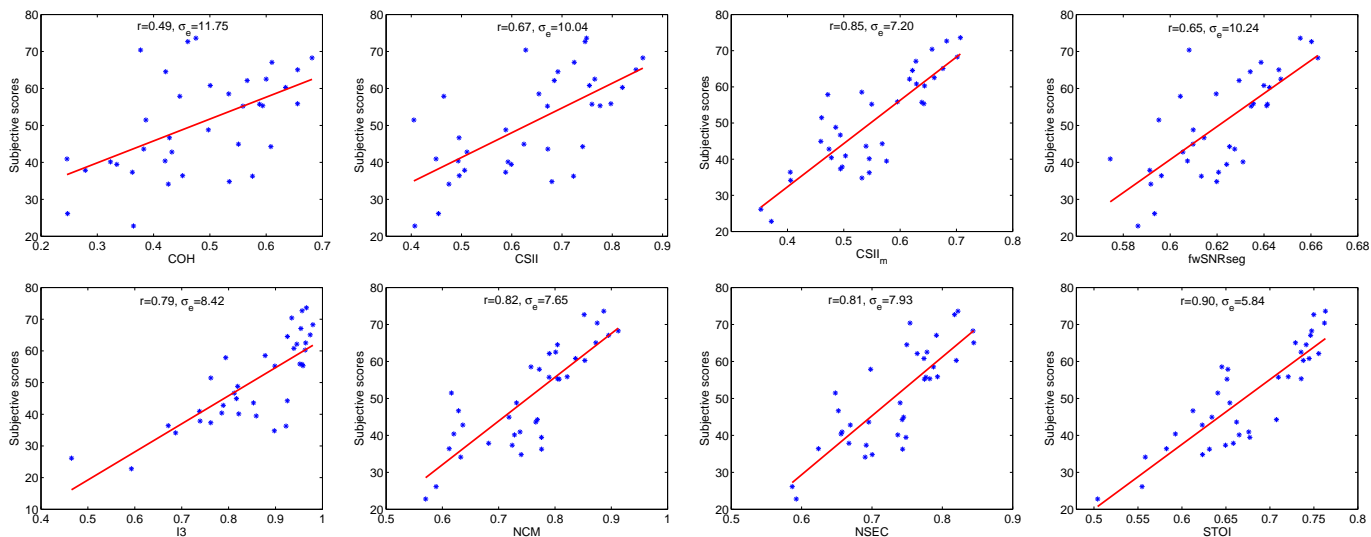 r=0.49, σe=11.75
Subjective scores
80
70
60
50
40
30
20
0.2 0.3 0.4 0.5 0.6 0.7
COH
r=0.67, σe=10.04
Subjective scores
80
70
60
50
40
30
20
0.4 0.5 0.6 0.7 0.8 0.9
CSII
r=0.85, σe=7.20
Subjective scores
80
70
60
50
40
30
20
0.4 0.5 0.6 0.7 0.8
CSIIm
r=0.65, σe=10.24
Subjective scores
80
70
60
50
40
30
20
0.58 0.6 0.62 0.64 0.66 0.68
fwSNRseg
r=0.79, σe=8.42
Subjective scores
80
70
60
50
40
30
20
10
0.4 0.5 0.6 0.7 0.8 0.9 1
I3
r=0.82, σe=7.65
Subjective scores
80
70
60
50
40
30
20
0.5 0.6 0.7 0.8 0.9 1
NCM
r=0.81, σe=7.93
Subjective scores
80
70
60
50
40
30
20
0.5 0.6 0.7 0.8 0.9
NSEC
r=0.90, σe=5.84
Subjective scores
80
70
60
50
40
30
20
0.5 0.55 0.6 0.65 0.7 0.75 0.8
STOI